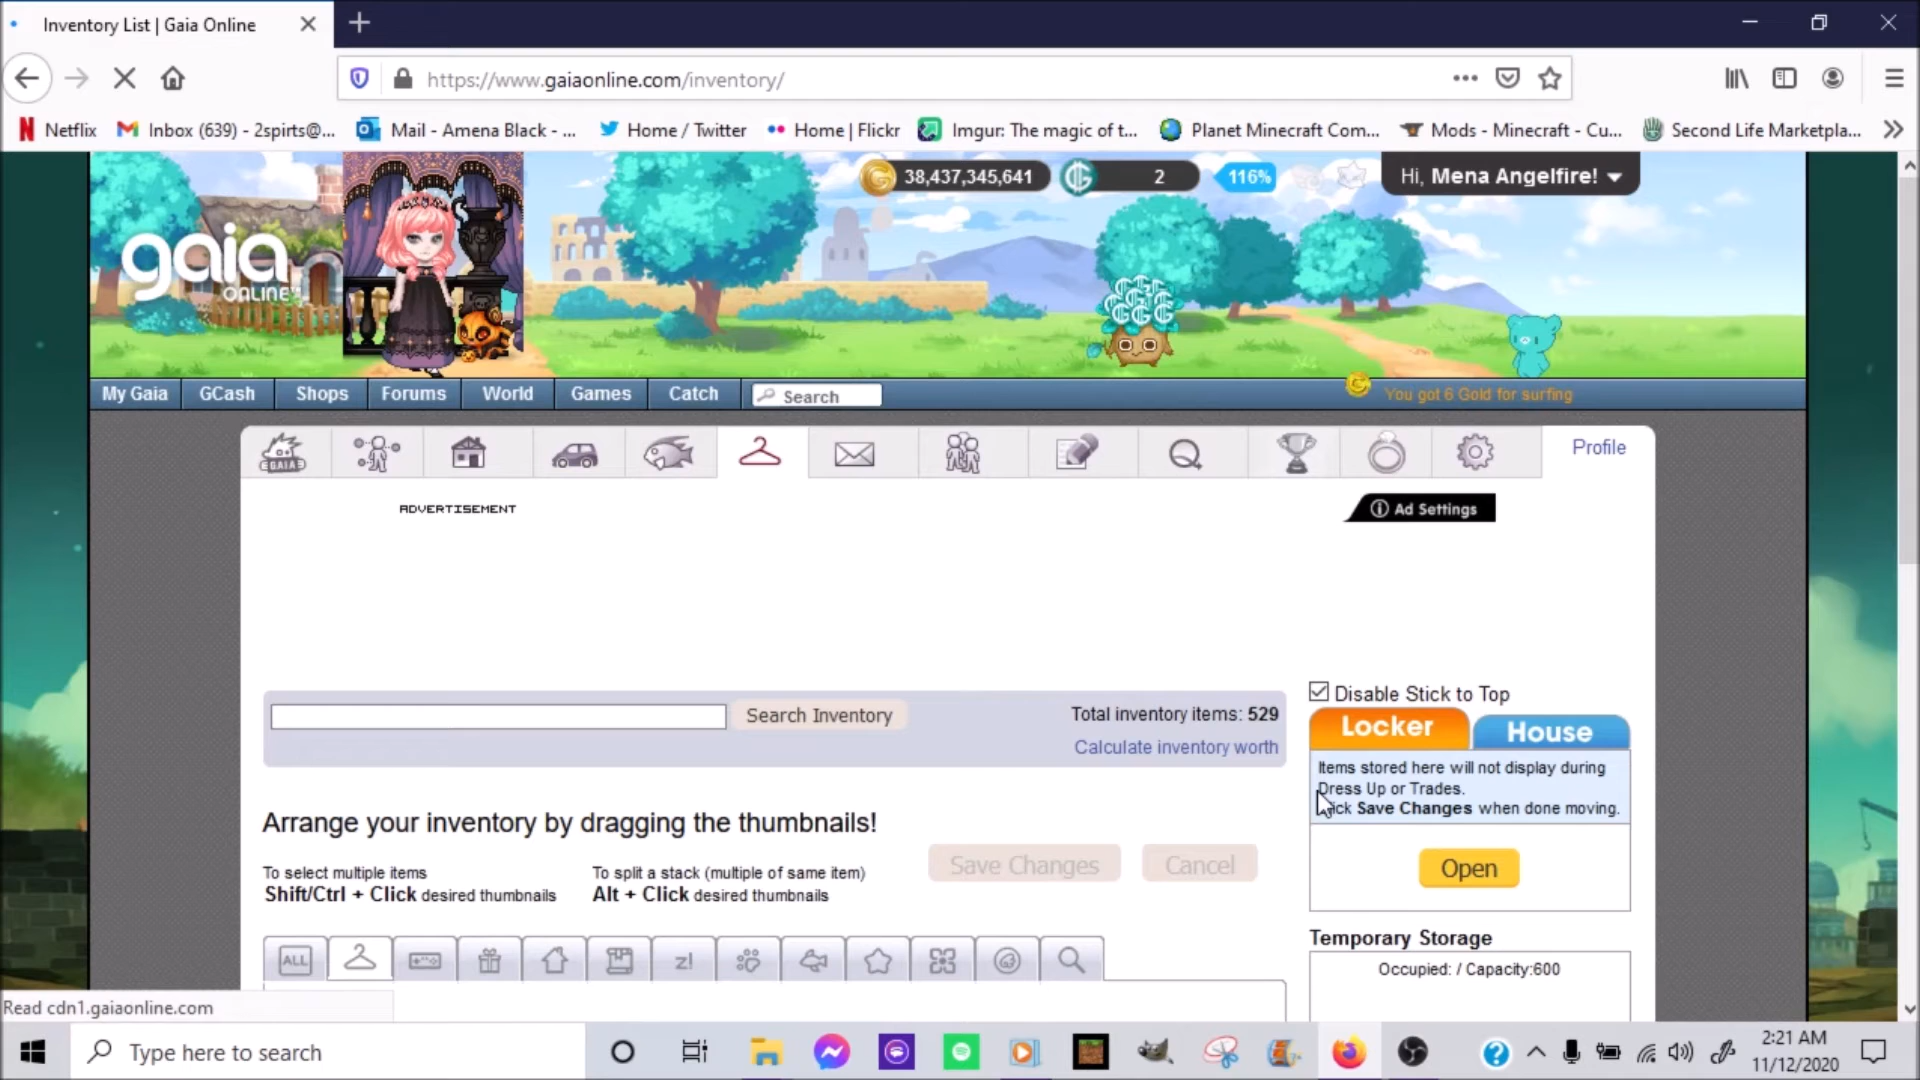 Inventory List | Gaia Online
https://www.gaiaonline.com/inventory/
Netflix
Inbox (639) - 2spirts@...
Mail - Amena Black - ...
Home / Twitter
Home | Flickr
Imgur: The magic of t...
Planet Minecraft Com...
Mods - Minecraft - Cu...
Second Life Marketpla...
38,437,345,641
2
116%
Hi, Mena Angelfire!
gaia
ONLINE
My Gaia
GCash
Shops
Forums
World
Games
Catch
Search
You got 6 Gold for surfing
GAIA
Profile
ADVERTISEMENT
Ad Settings
Search Inventory
Total inventory items: 529
Calculate inventory worth
Disable Stick to Top
Locker
House
Items stored here will not display during
Dress Up or Trades.
Save Changes when done moving.
Open
Arrange your inventory by dragging the thumbnails!
To select multiple items
Shift/Ctrl + Click desired thumbnails
To split a stack (multiple of same item)
Alt + Click desired thumbnails
Save Changes
Cancel
ALL
z!
Temporary Storage
Occupied: / Capacity:600
Read cdn1.gaiaonline.com
Type here to search
2:21 AM
11/12/2020